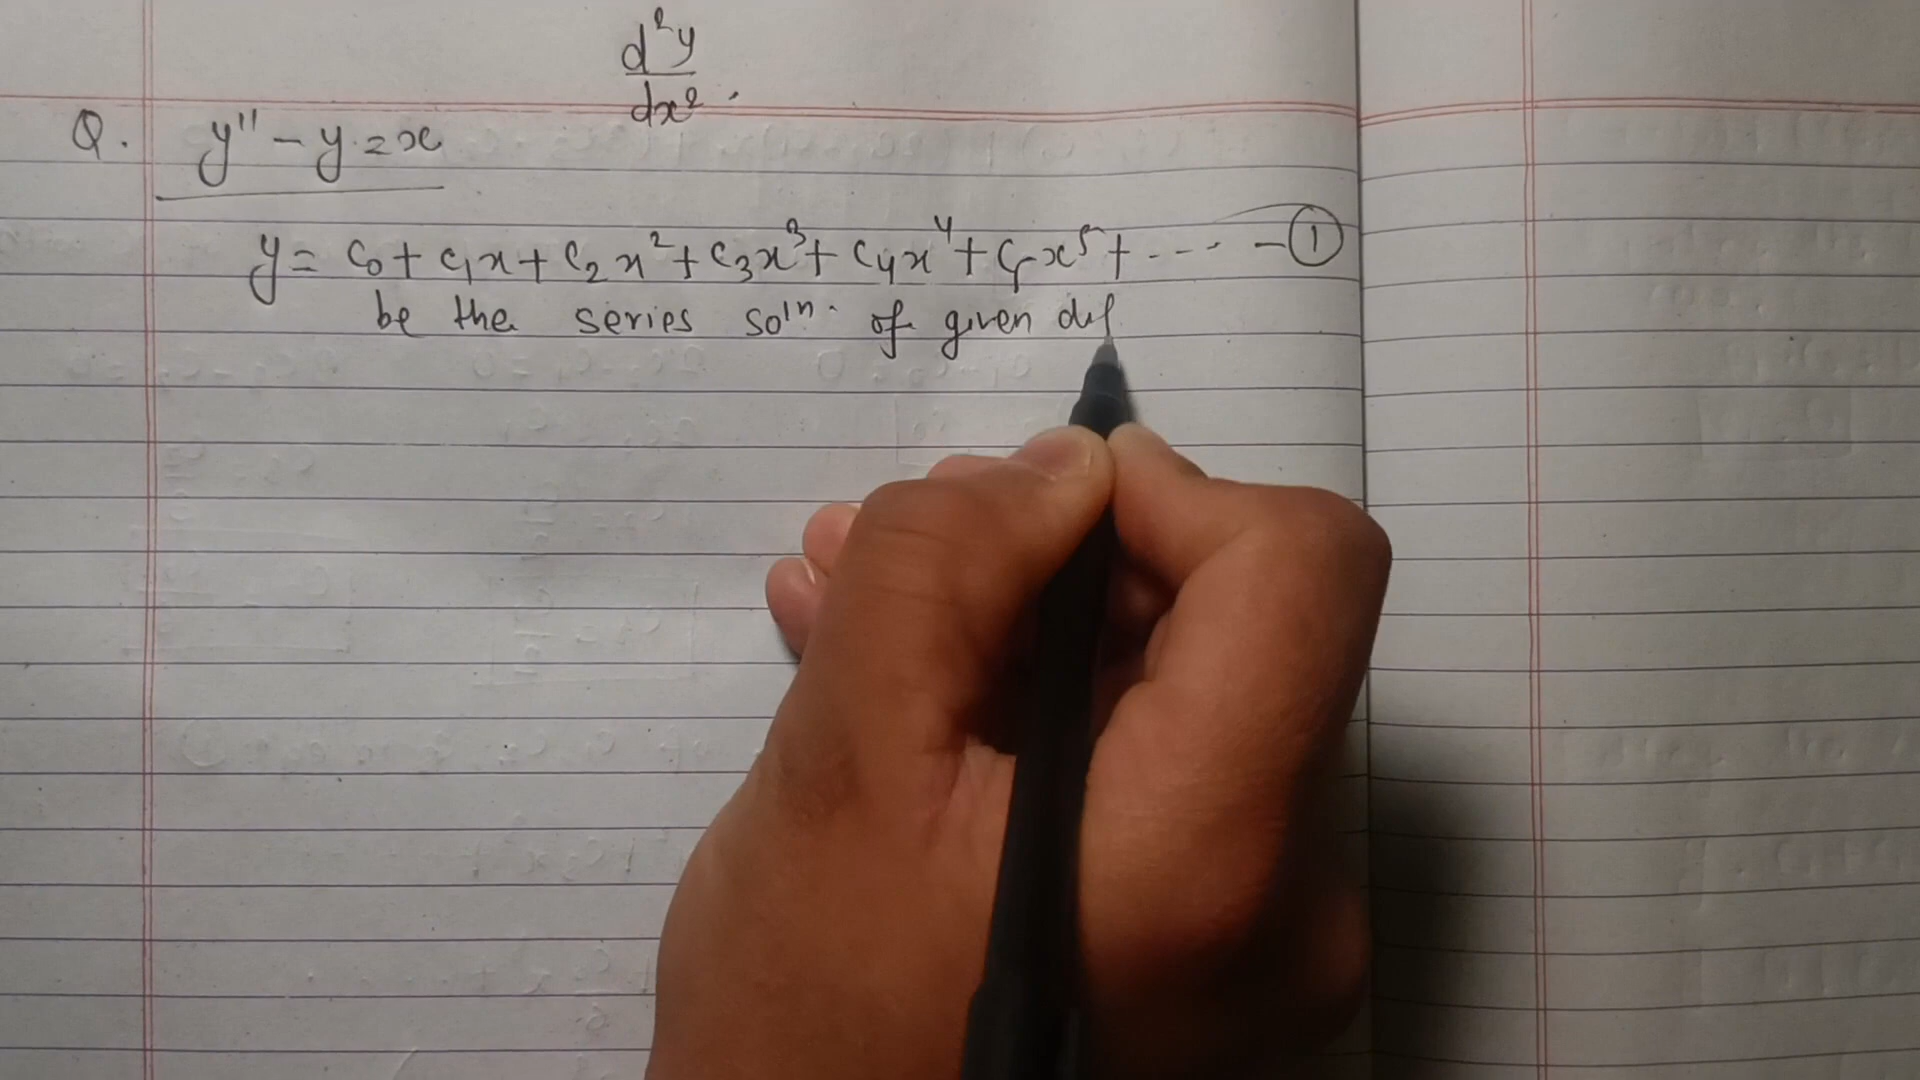 d²y
dx² .
Q. y'' - y = x
y = c₀ + c₁x + c₂x² + c₃x³ + c₄x⁴ + c₅x⁵ + ---- - ①
be the series solⁿ. of given dif